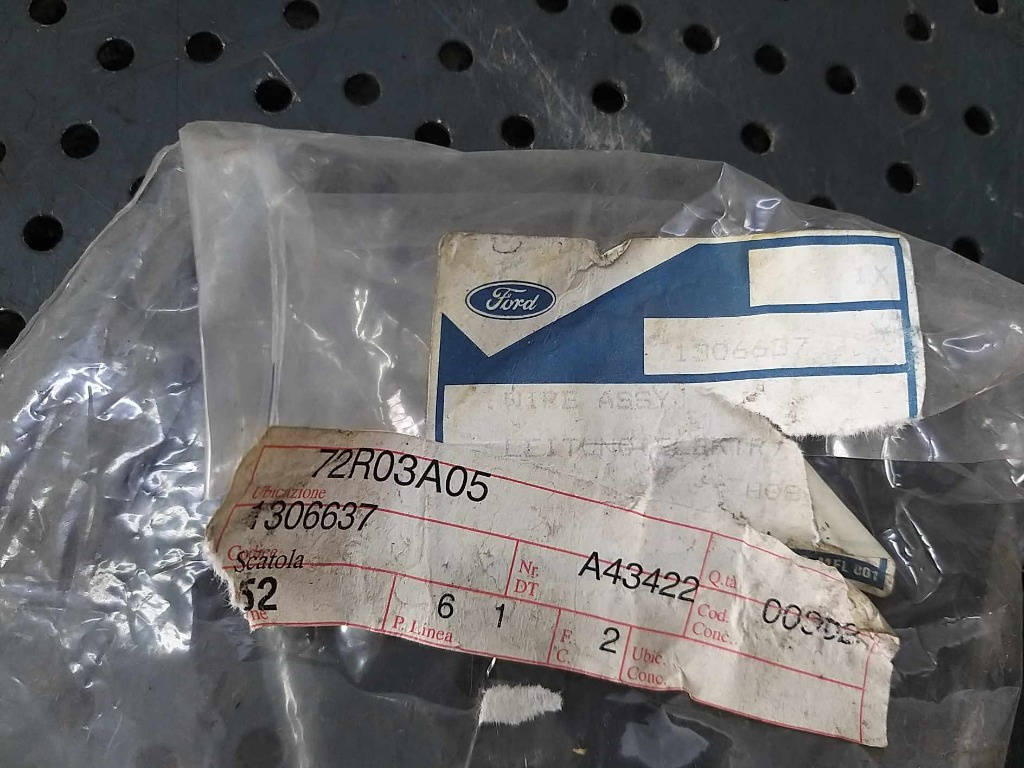 Ford
1X
1306637
WIRE ASSY
72R03A05
Ubicazione
1306637
Scatola
52
6 1
P. Linea
Nr.
DT
A43422
F.
C.
2
Q.tà
Cod.
Conc.
Ubic.
Conc.